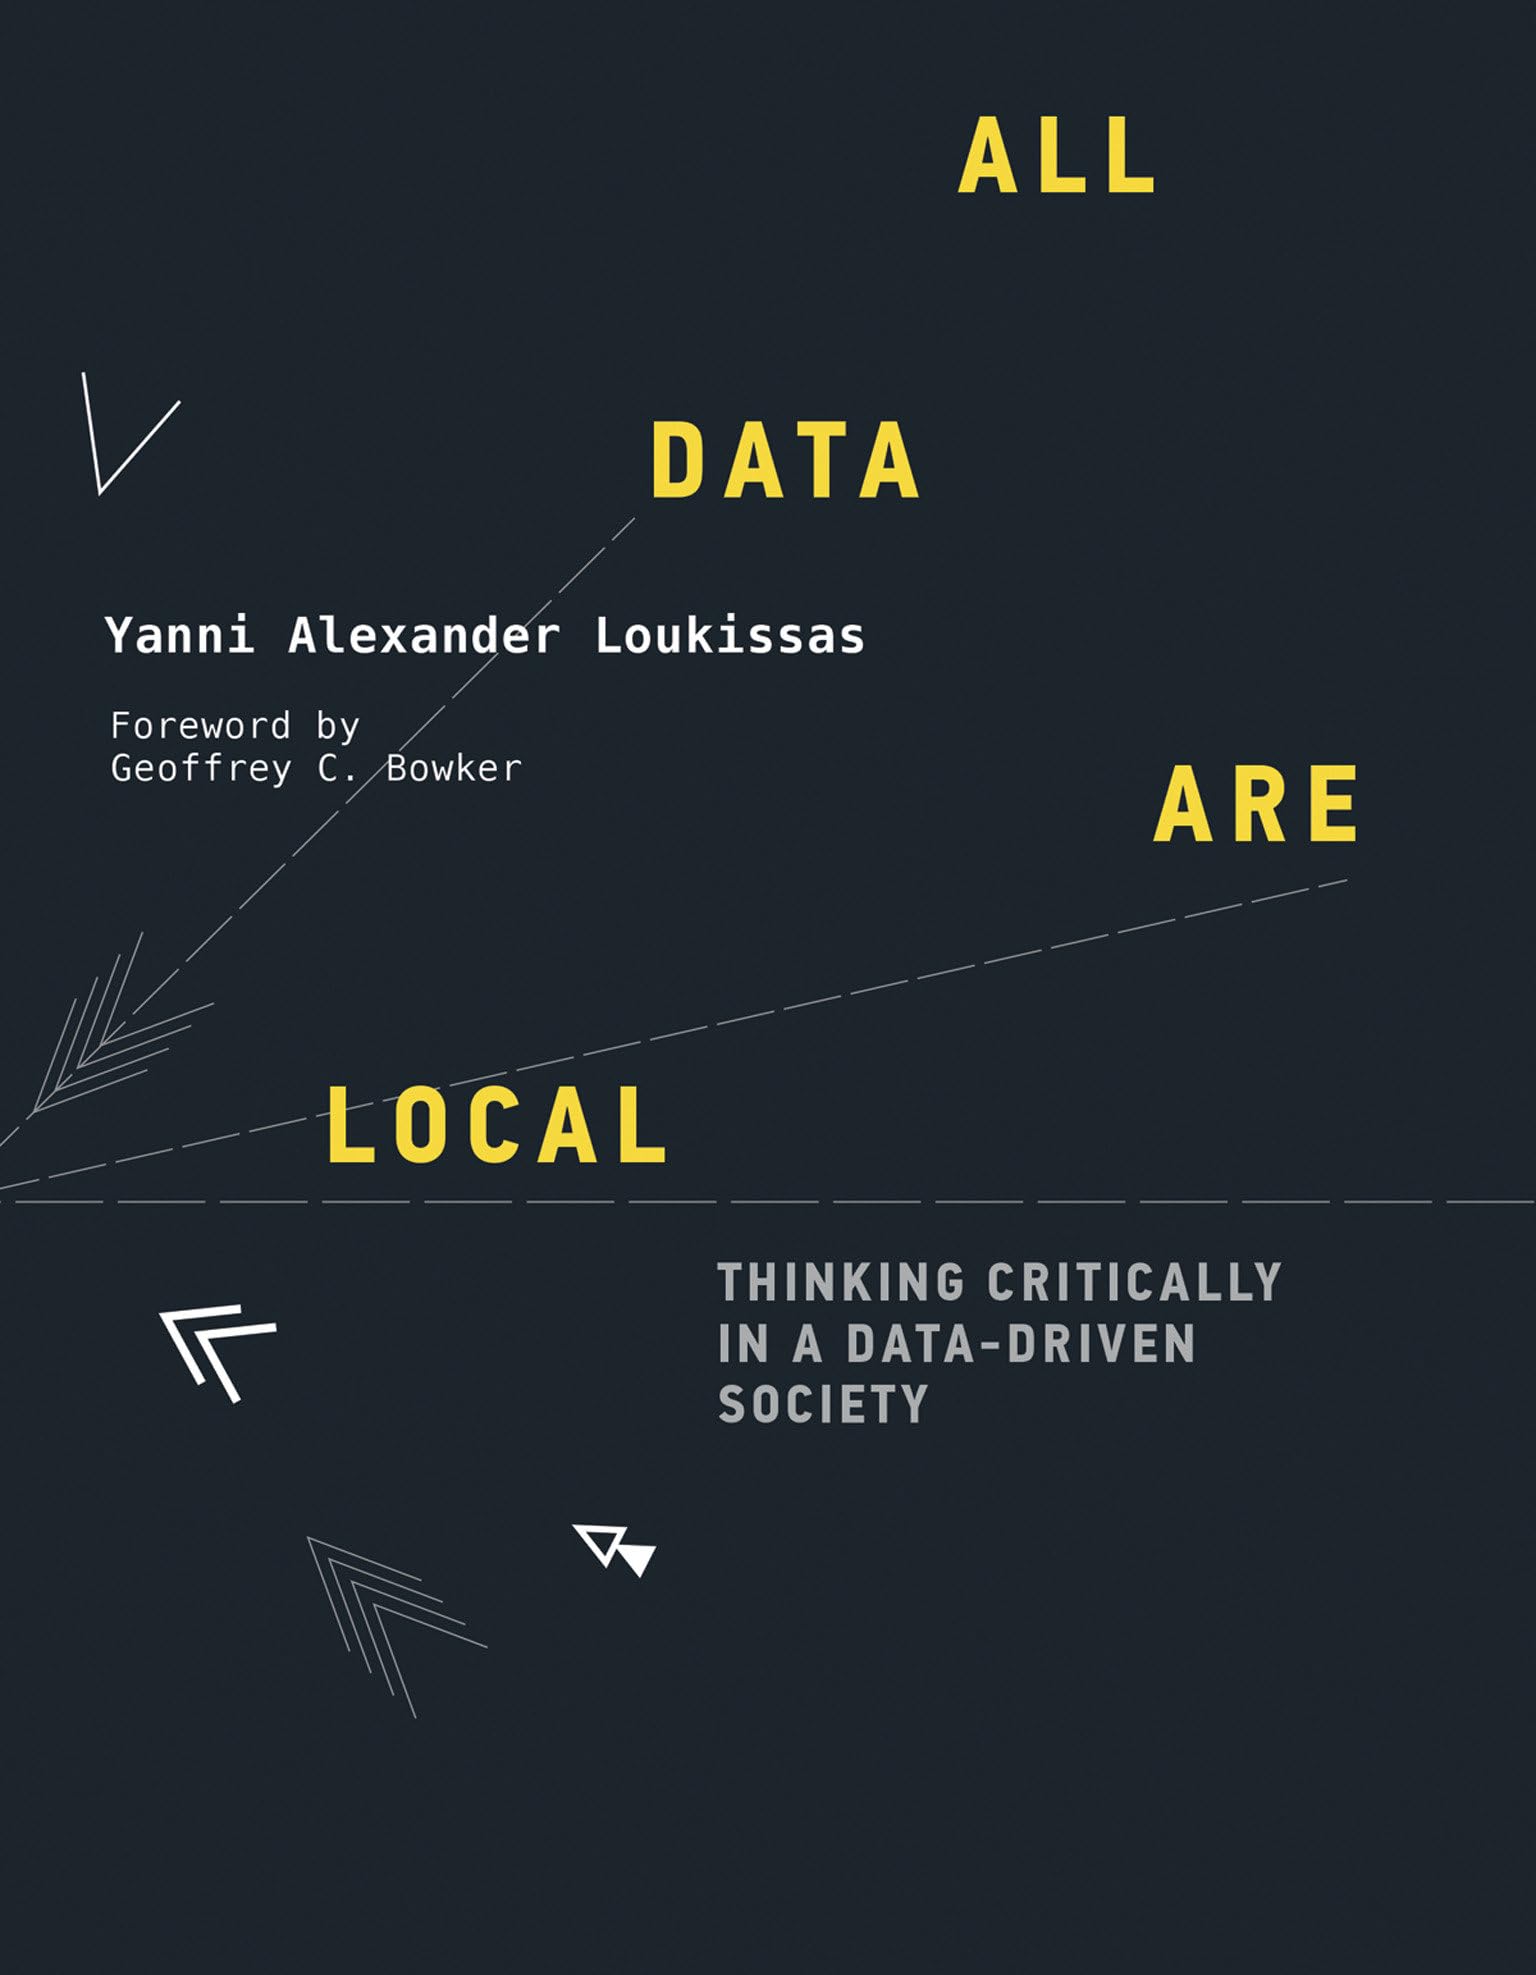 ALL
DATA
Yanni Alexander Loukissas
Foreword by
Geoffrey C. Bowker
ARE
LOCAL
THINKING CRITICALLY
IN A DATA-DRIVEN
SOCIETY